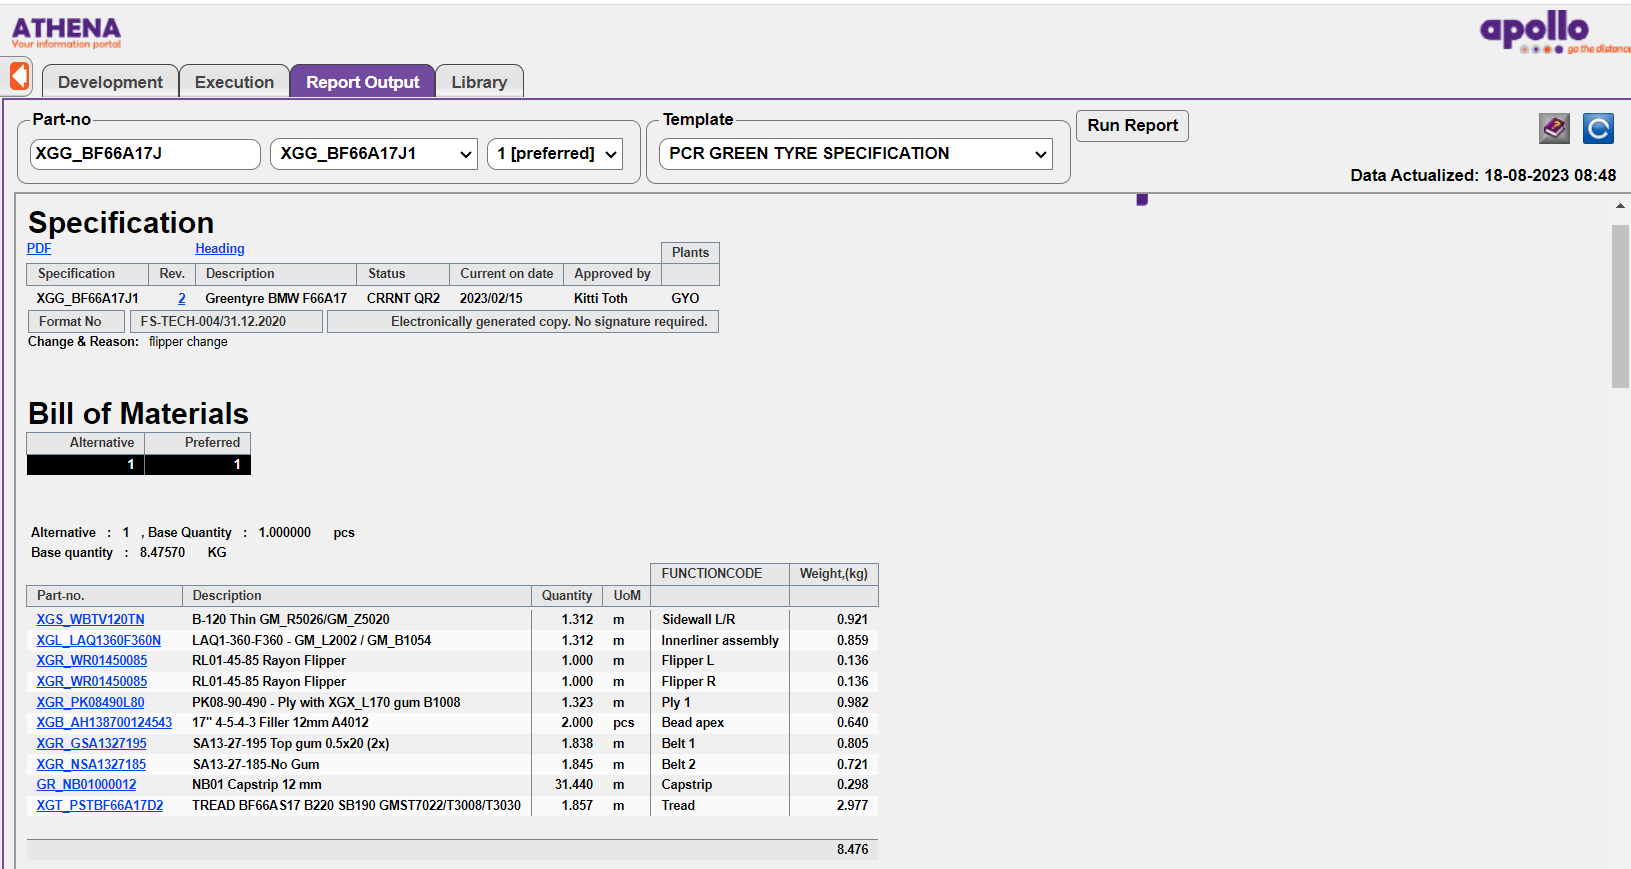 ATHENA
Your information portal
apollo
go the distance
Development Execution Report Output Library
Part-no Template
XGG_BF66A17J XGG_BF66A17J1 1 [preferred] PCR GREEN TYRE SPECIFICATION Run Report
Data Actualized: 18-08-2023 08:48
Specification
PDF Heading Plants
Specification Rev. Description Status Current on date Approved by
XGG_BF66A17J1 2 Greentyre BMW F66A17 CRRNT QR2 2023/02/15 Kitti Toth GYO
Format No FS-TECH-004/31.12.2020 Electronically generated copy. No signature required.
Change & Reason: flipper change
Bill of Materials
Alternative Preferred
1 1
Alternative : 1 , Base Quantity : 1.000000 pcs
Base quantity : 8.47570 KG
FUNCTIONCODE Weight,(kg)
Part-no. Description Quantity UoM
XGS_WBTV120TN B-120 Thin GM_R5026/GM_Z5020 1.312 m Sidewall L/R 0.921
XGL_LAQ1360F360N LAQ1-360-F360 - GM_L2002 / GM_B1054 1.312 m Innerliner assembly 0.859
XGR_WR01450085 RL01-45-85 Rayon Flipper 1.000 m Flipper L 0.136
XGR_WR01450085 RL01-45-85 Rayon Flipper 1.000 m Flipper R 0.136
XGR_PK08490L80 PK08-90-490 - Ply with XGX_L170 gum B1008 1.323 m Ply 1 0.982
XGB_AH138700124543 17" 4-5-4-3 Filler 12mm A4012 2.000 pcs Bead apex 0.640
XGR_GSA1327195 SA13-27-195 Top gum 0.5x20 (2x) 1.838 m Belt 1 0.805
XGR_NSA1327185 SA13-27-185-No Gum 1.845 m Belt 2 0.721
GR_NB01000012 NB01 Capstrip 12 mm 31.440 m Capstrip 0.298
XGT_PSTBF66A17D2 TREAD BF66AS17 B220 SB190 GMST7022/T3008/T3030 1.857 m Tread 2.977
8.476